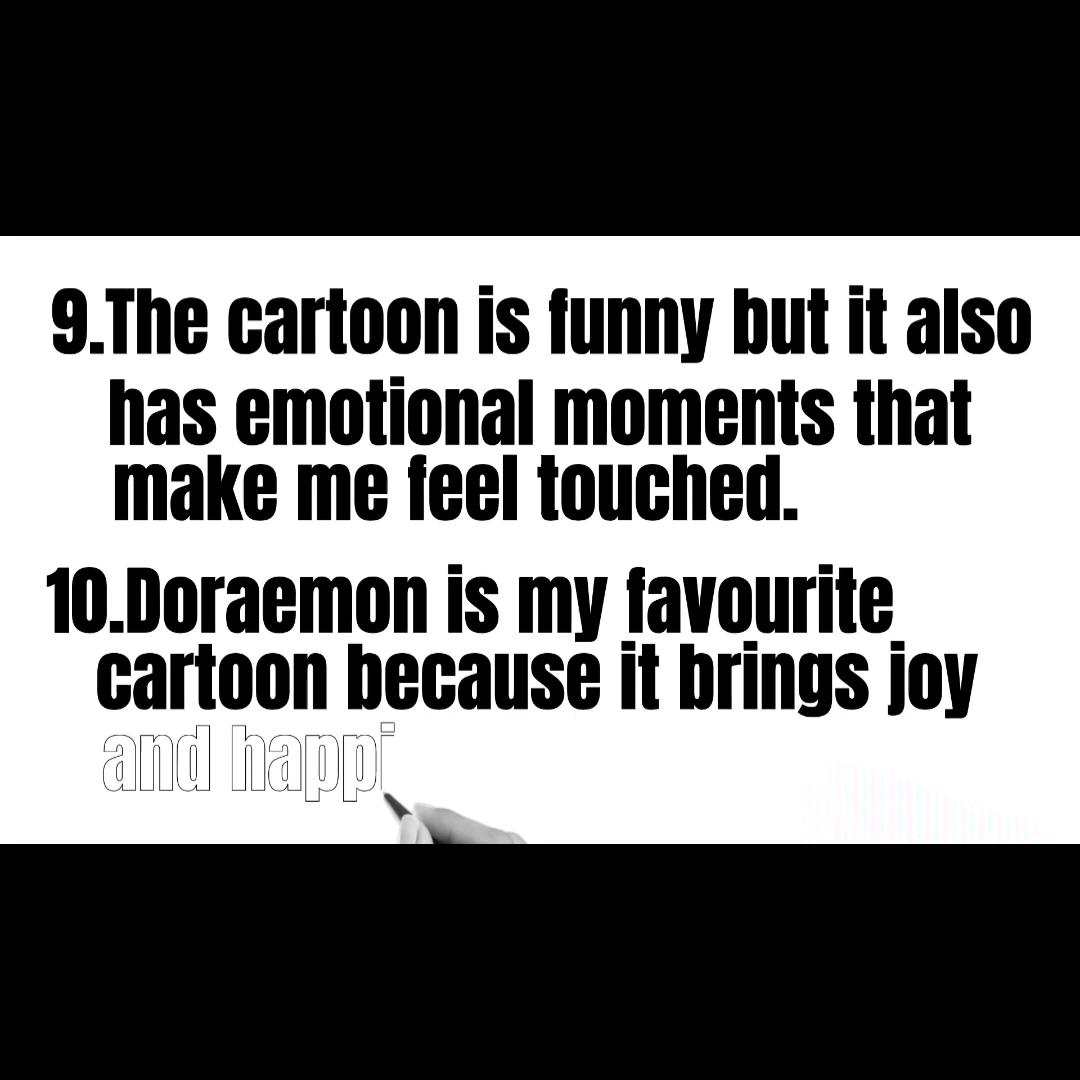 9.The cartoon is funny but it also
has emotional moments that
make me feel touched.
10.Doraemon is my favourite
cartoon because it brings joy
and happi